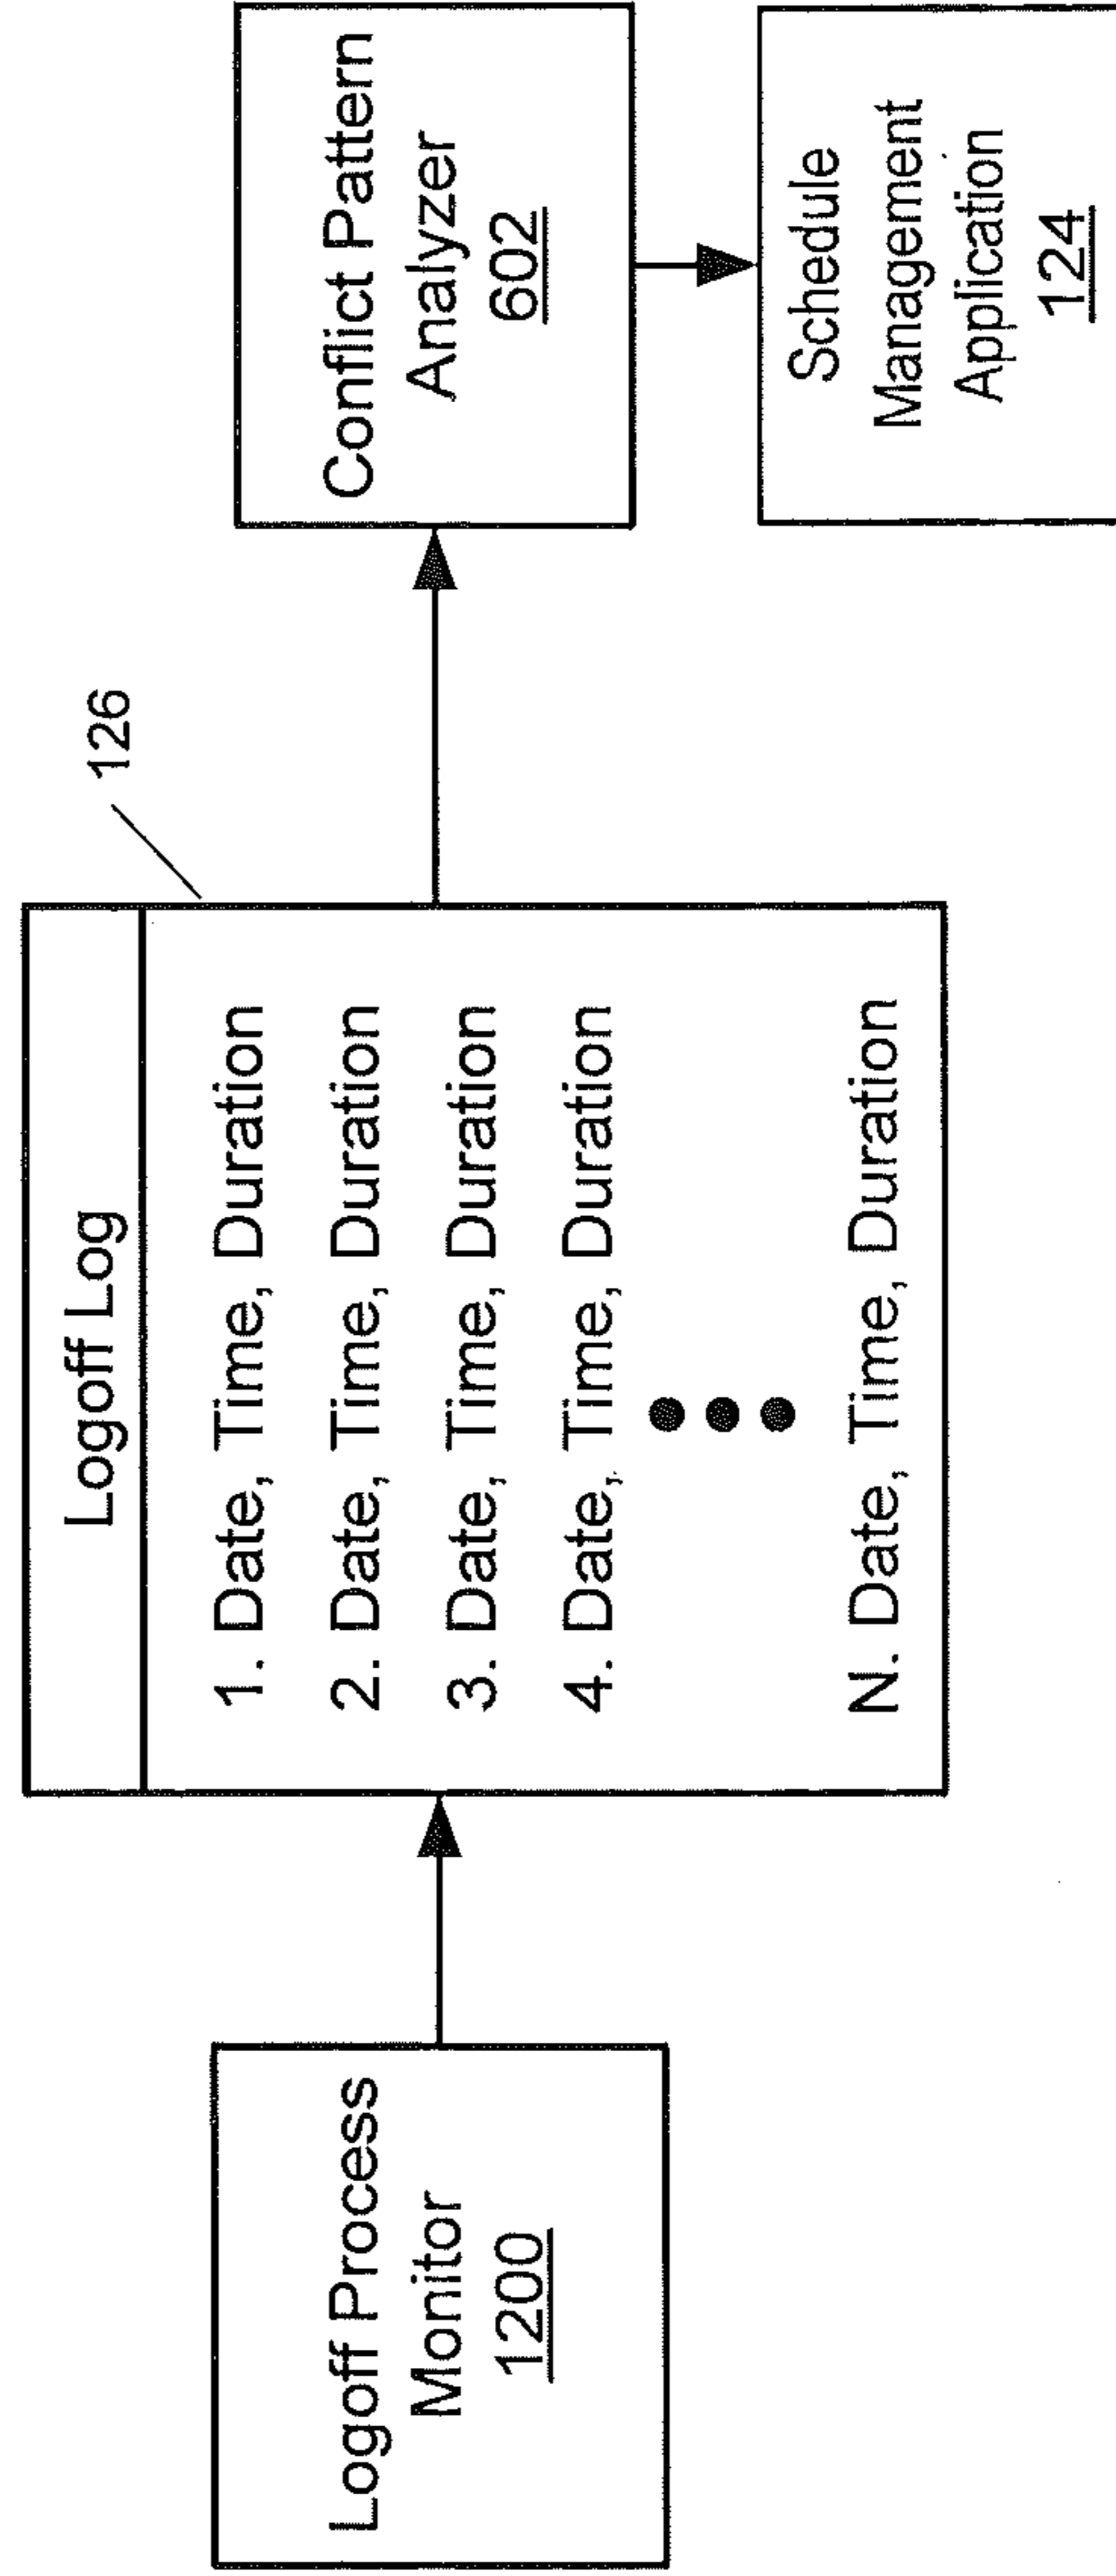 Logoff Process
Monitor
1200
Logoff Log
126
1. Date, Time, Duration
2. Date, Time, Duration
3. Date, Time, Duration
4. Date, Time, Duration
N. Date, Time, Duration
Conflict Pattern
Analyzer
602
Schedule
Management
Application
124